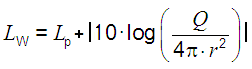 L_W = L_p + |10·log(Q / (4π·r²))|